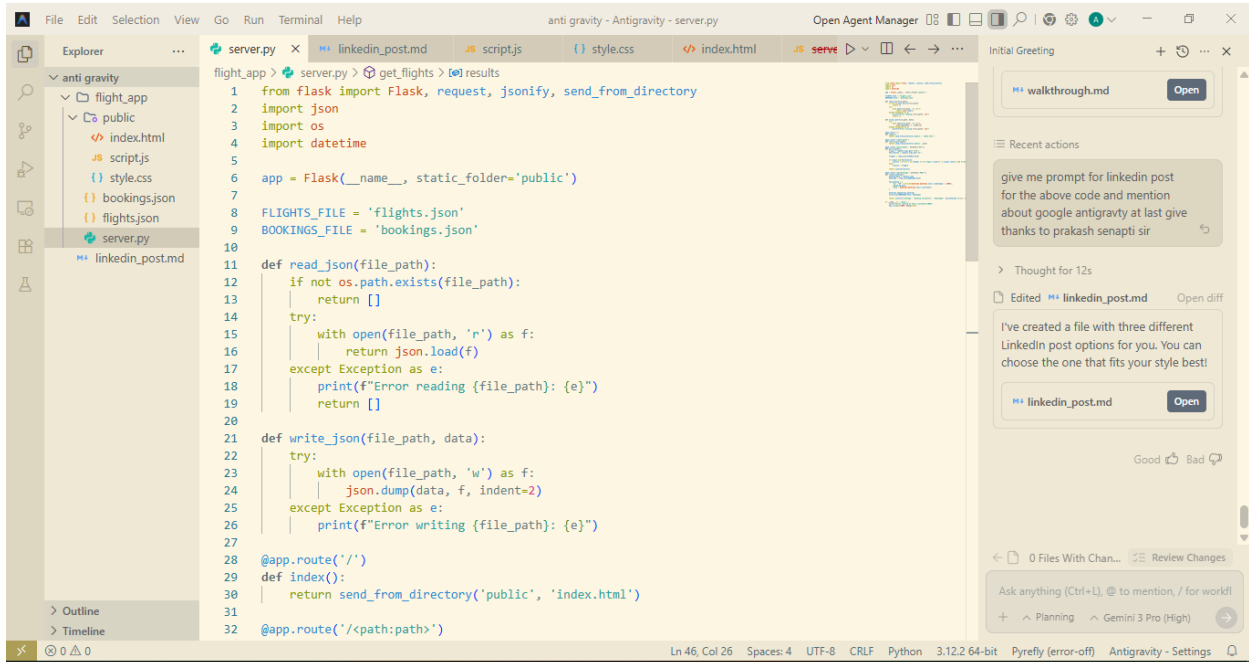 File Edit Selection View Go Run Terminal Help
anti gravity - Antigravity - server.py
Open Agent Manager
Explorer
anti gravity
flight_app
public
index.html
JS script.js
{ } style.css
{ } bookings.json
{ } flights.json
server.py
M↓ linkedin_post.md
Outline
Timeline
server.py
M↓ linkedin_post.md
JS script.js
{ } style.css
index.html
JS serve
flight_app > server.py > get_flights > results
1 from flask import Flask, request, jsonify, send_from_directory
2 import json
3 import os
4 import datetime
5
6 app = Flask(__name__, static_folder='public')
7
8 FLIGHTS_FILE = 'flights.json'
9 BOOKINGS_FILE = 'bookings.json'
10
11 def read_json(file_path):
12 if not os.path.exists(file_path):
13 return []
14 try:
15 with open(file_path, 'r') as f:
16 return json.load(f)
17 except Exception as e:
18 print(f"Error reading {file_path}: {e}")
19 return []
20
21 def write_json(file_path, data):
22 try:
23 with open(file_path, 'w') as f:
24 json.dump(data, f, indent=2)
25 except Exception as e:
26 print(f"Error writing {file_path}: {e}")
27
28 @app.route('/')
29 def index():
30 return send_from_directory('public', 'index.html')
31
32 @app.route('/<path:path>')
Initial Greeting
M↓ walkthrough.md Open
Recent actions
give me prompt for linkedin post
for the above code and mention
about google antigravty at last give
thanks to prakash senapti sir
Thought for 12s
Edited M↓ linkedin_post.md Open diff
I've created a file with three different
LinkedIn post options for you. You can
choose the one that fits your style best!
M↓ linkedin_post.md Open
Good Bad
0 Files With Chan... Review Changes
Ask anything (Ctrl+L), @ to mention, / for workfl
Planning Gemini 3 Pro (High)
0 0
Ln 46, Col 26 Spaces: 4 UTF-8 CRLF Python 3.12.2 64-bit Pyrefly (error-off) Antigravity - Settings